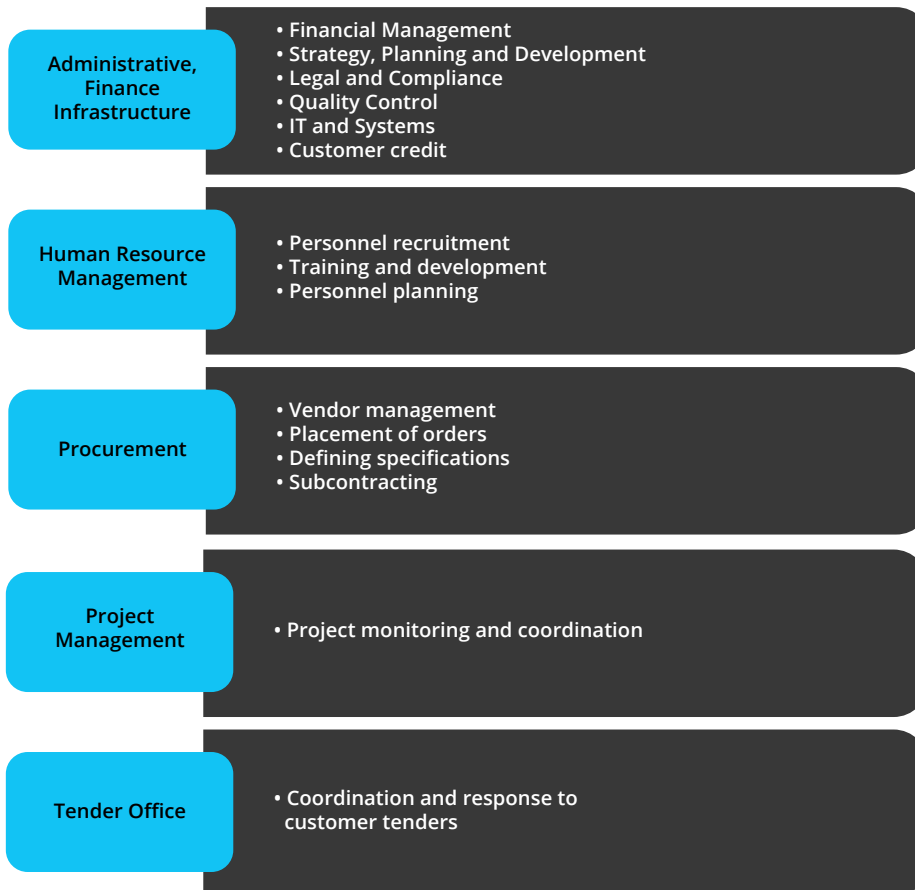 Administrative,
Finance
Infrastructure
• Financial Management
• Strategy, Planning and Development
• Legal and Compliance
• Quality Control
• IT and Systems
• Customer credit
Human Resource
Management
• Personnel recruitment
• Training and development
• Personnel planning
Procurement
• Vendor management
• Placement of orders
• Defining specifications
• Subcontracting
Project
Management
• Project monitoring and coordination
Tender Office
• Coordination and response to
customer tenders